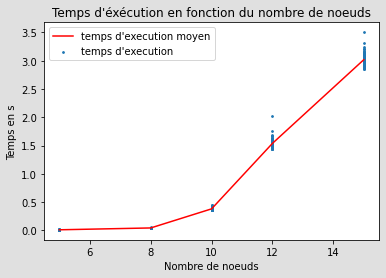 Temps d'éxécution en fonction du nombre de noeuds
temps d'execution moyen
temps d'execution
Temps en s
3.5
3.0
2.5
2.0
1.5
1.0
0.5
0.0
6
8
10
12
14
Nombre de noeuds